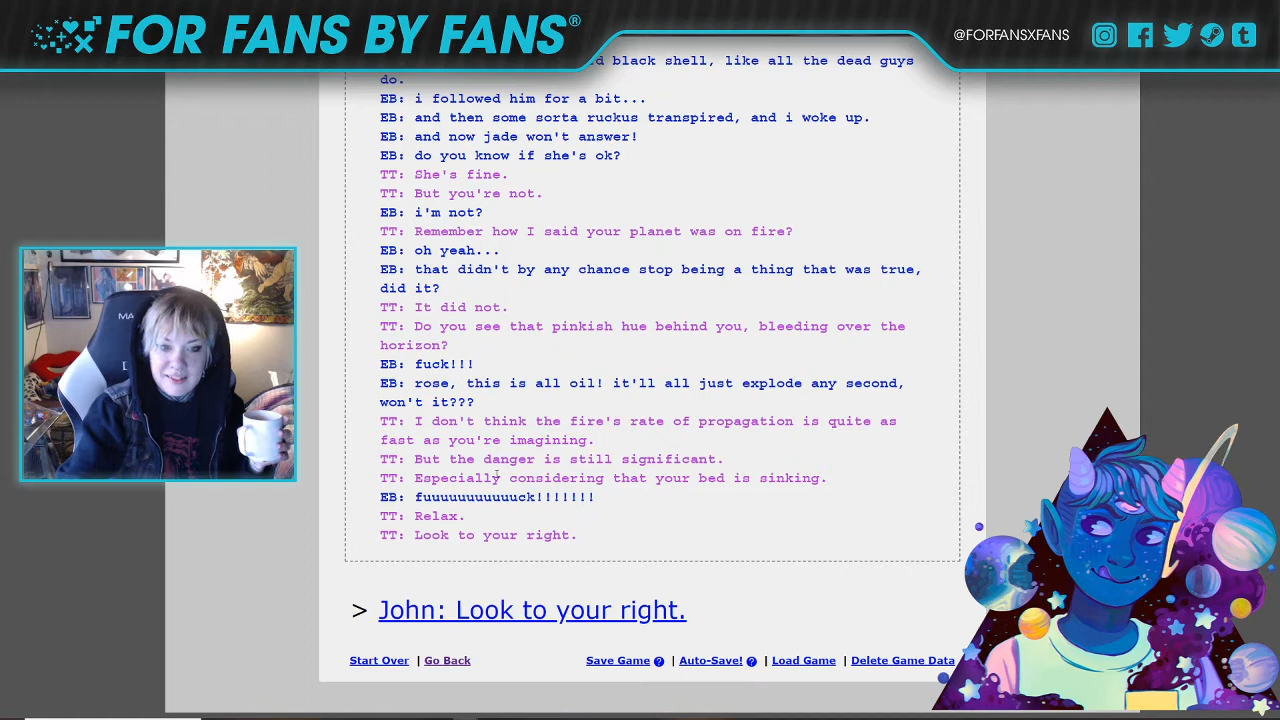 FOR FANS BY FANS®
@FORFANSXFANS
d black shell, like all the dead guys
do.
EB: i followed him for a bit...
EB: and then some sorta ruckus transpired, and i woke up.
EB: and now jade won't answer!
EB: do you know if she's ok?
TT: She's fine.
TT: But you're not.
EB: i'm not?
TT: Remember how I said your planet was on fire?
EB: oh yeah...
EB: that didn't by any chance stop being a thing that was true,
did it?
TT: It did not.
TT: Do you see that pinkish hue behind you, bleeding over the
horizon?
EB: fuck!!!
EB: rose, this is all oil! it'll all just explode any second,
won't it???
TT: I don't think the fire's rate of propagation is quite as
fast as you're imagining.
TT: But the danger is still significant.
TT: Especially considering that your bed is sinking.
EB: fuuuuuuuuuuuck!!!!!!!
TT: Relax.
TT: Look to your right.
> John: Look to your right.
Start Over | Go Back
Save Game ? | Auto-Save! ? | Load Game | Delete Game Data